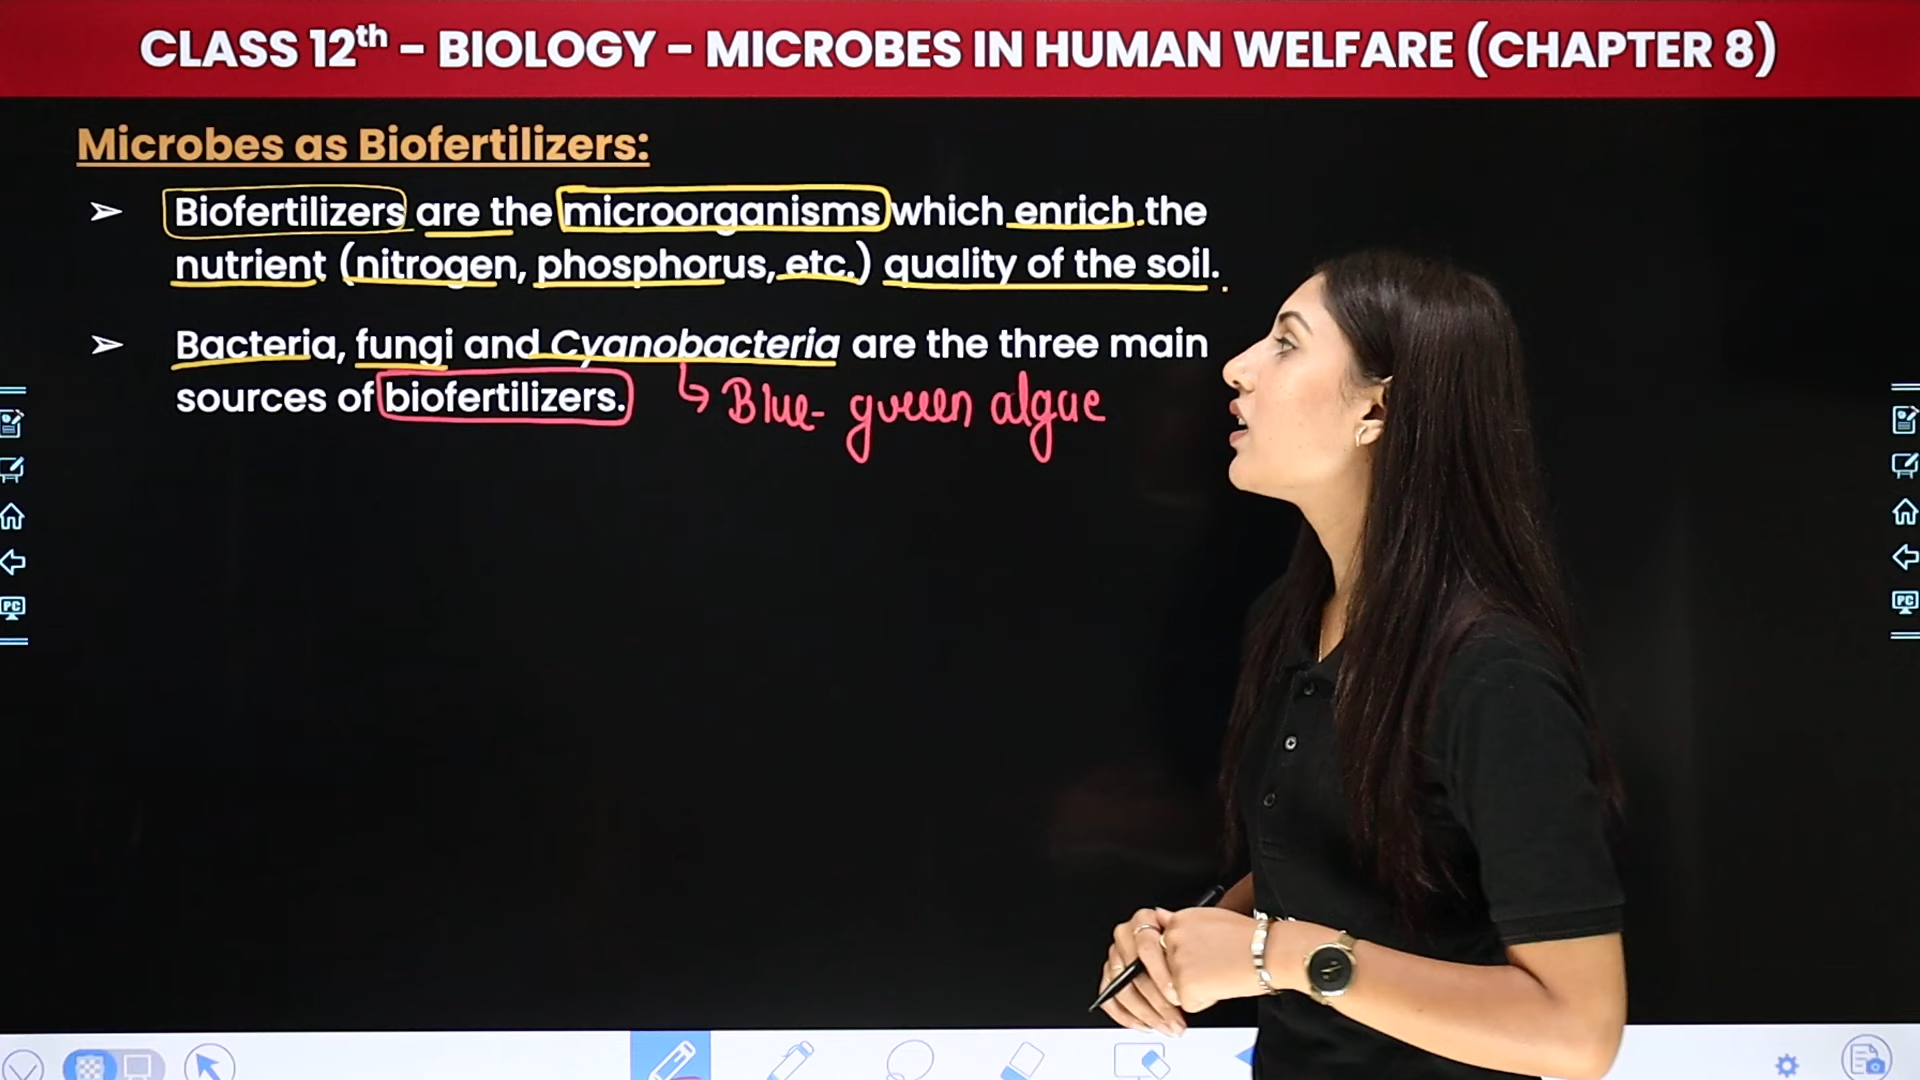 CLASS 12th - BIOLOGY - MICROBES IN HUMAN WELFARE (CHAPTER 8)
Microbes as Biofertilizers:
➢ Biofertilizers are the microorganisms which enrich the
nutrient (nitrogen, phosphorus, etc.) quality of the soil.
➢ Bacteria, fungi and Cyanobacteria are the three main
sources of biofertilizers.
↳ Blue-green algae
PC
PC